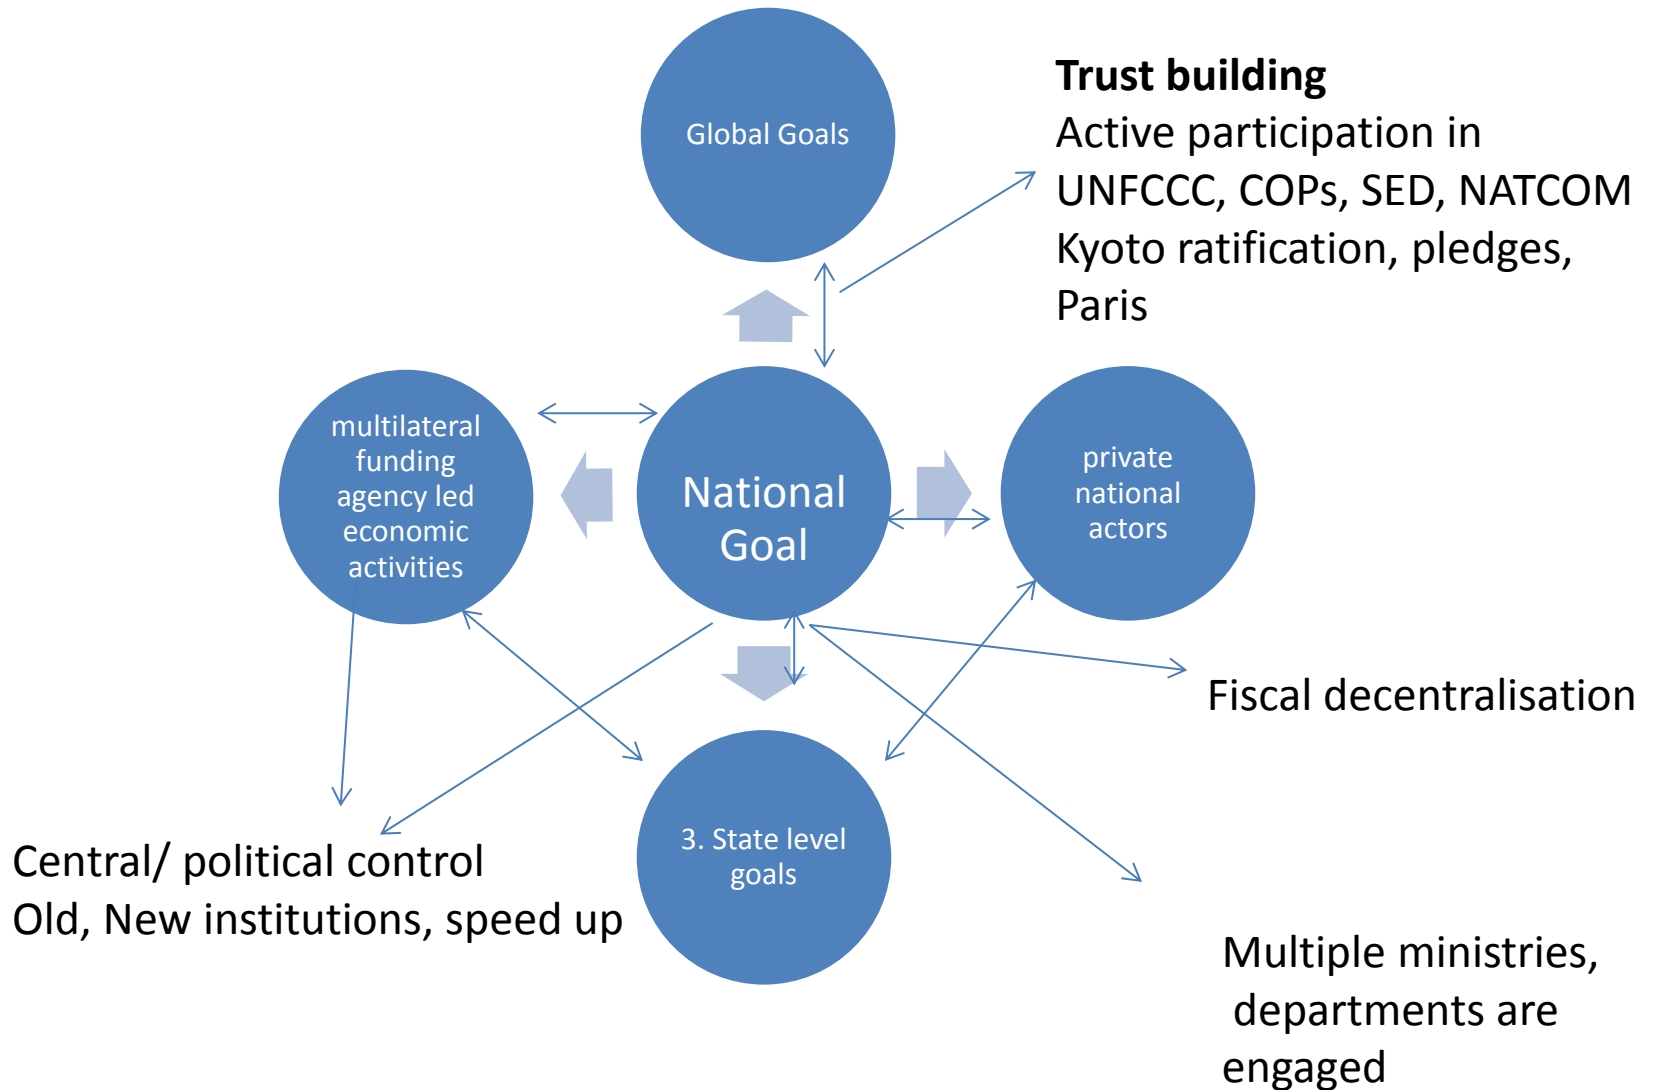 Global Goals
Trust building
Active participation in
UNFCCC, COPs, SED, NATCOM
Kyoto ratification, pledges,
Paris
multilateral
funding
agency led
economic
activities
National
Goal
private
national
actors
Fiscal decentralisation
3. State level
goals
Central/ political control
Old, New institutions, speed up
Multiple ministries,
departments are
engaged